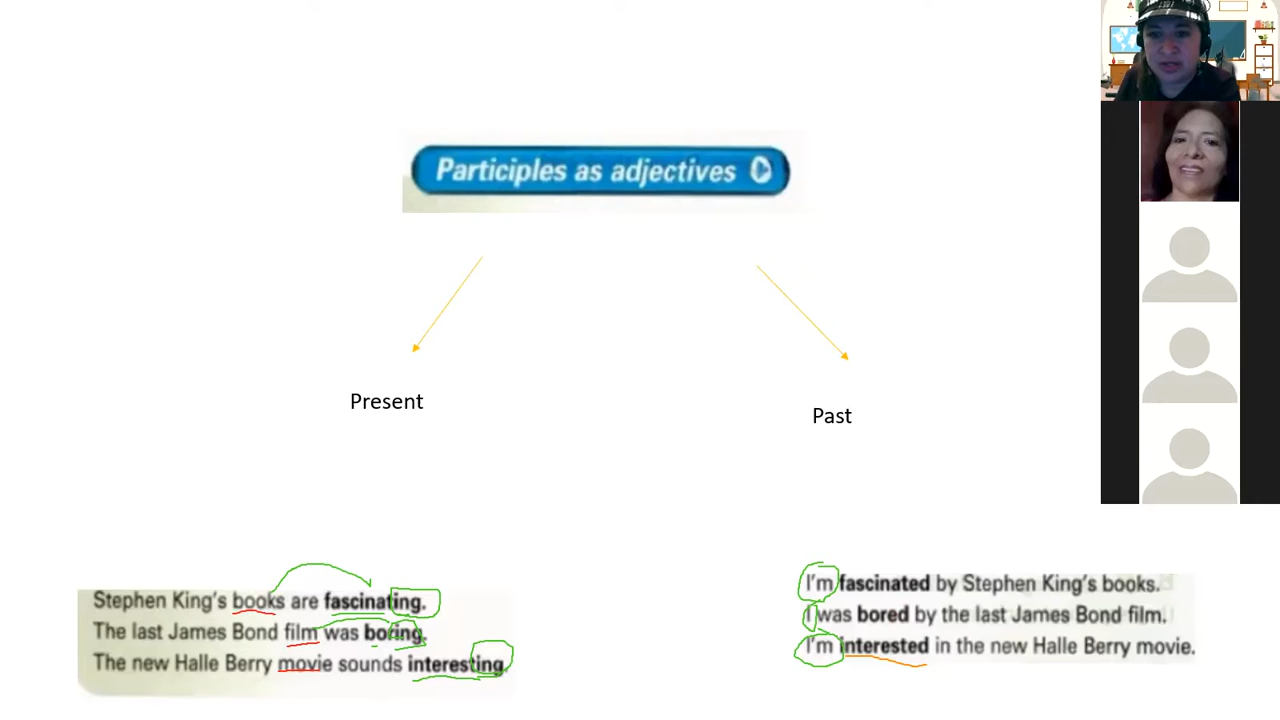 Participles as adjectives
Present
Past
Stephen King's books are fascinating.
The last James Bond film was boring.
The new Halle Berry movie sounds interesting.
I'm fascinated by Stephen King's books.
I was bored by the last James Bond film.
I'm interested in the new Halle Berry movie.